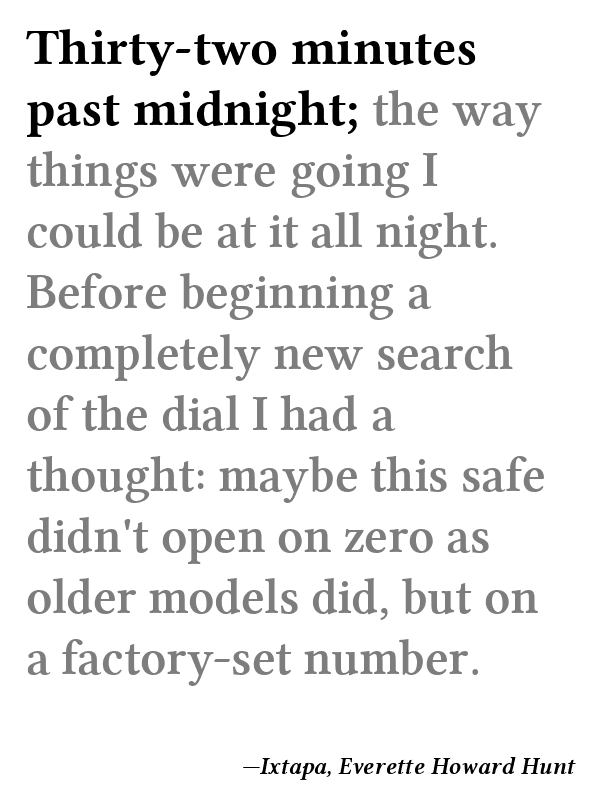 Thirty-two minutes
past midnight; the way
things were going I
could be at it all night.
Before beginning a
completely new search
of the dial I had a
thought: maybe this safe
didn't open on zero as
older models did, but on
a factory-set number.
—Ixtapa, Everette Howard Hunt